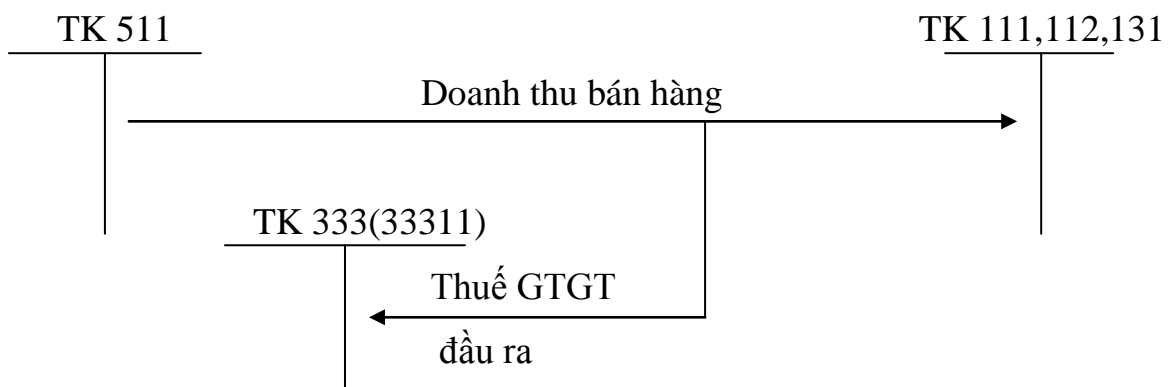 TK 511
TK 111,112,131
Doanh thu bán hàng
TK 333(33311)
Thuế GTGT
đầu ra